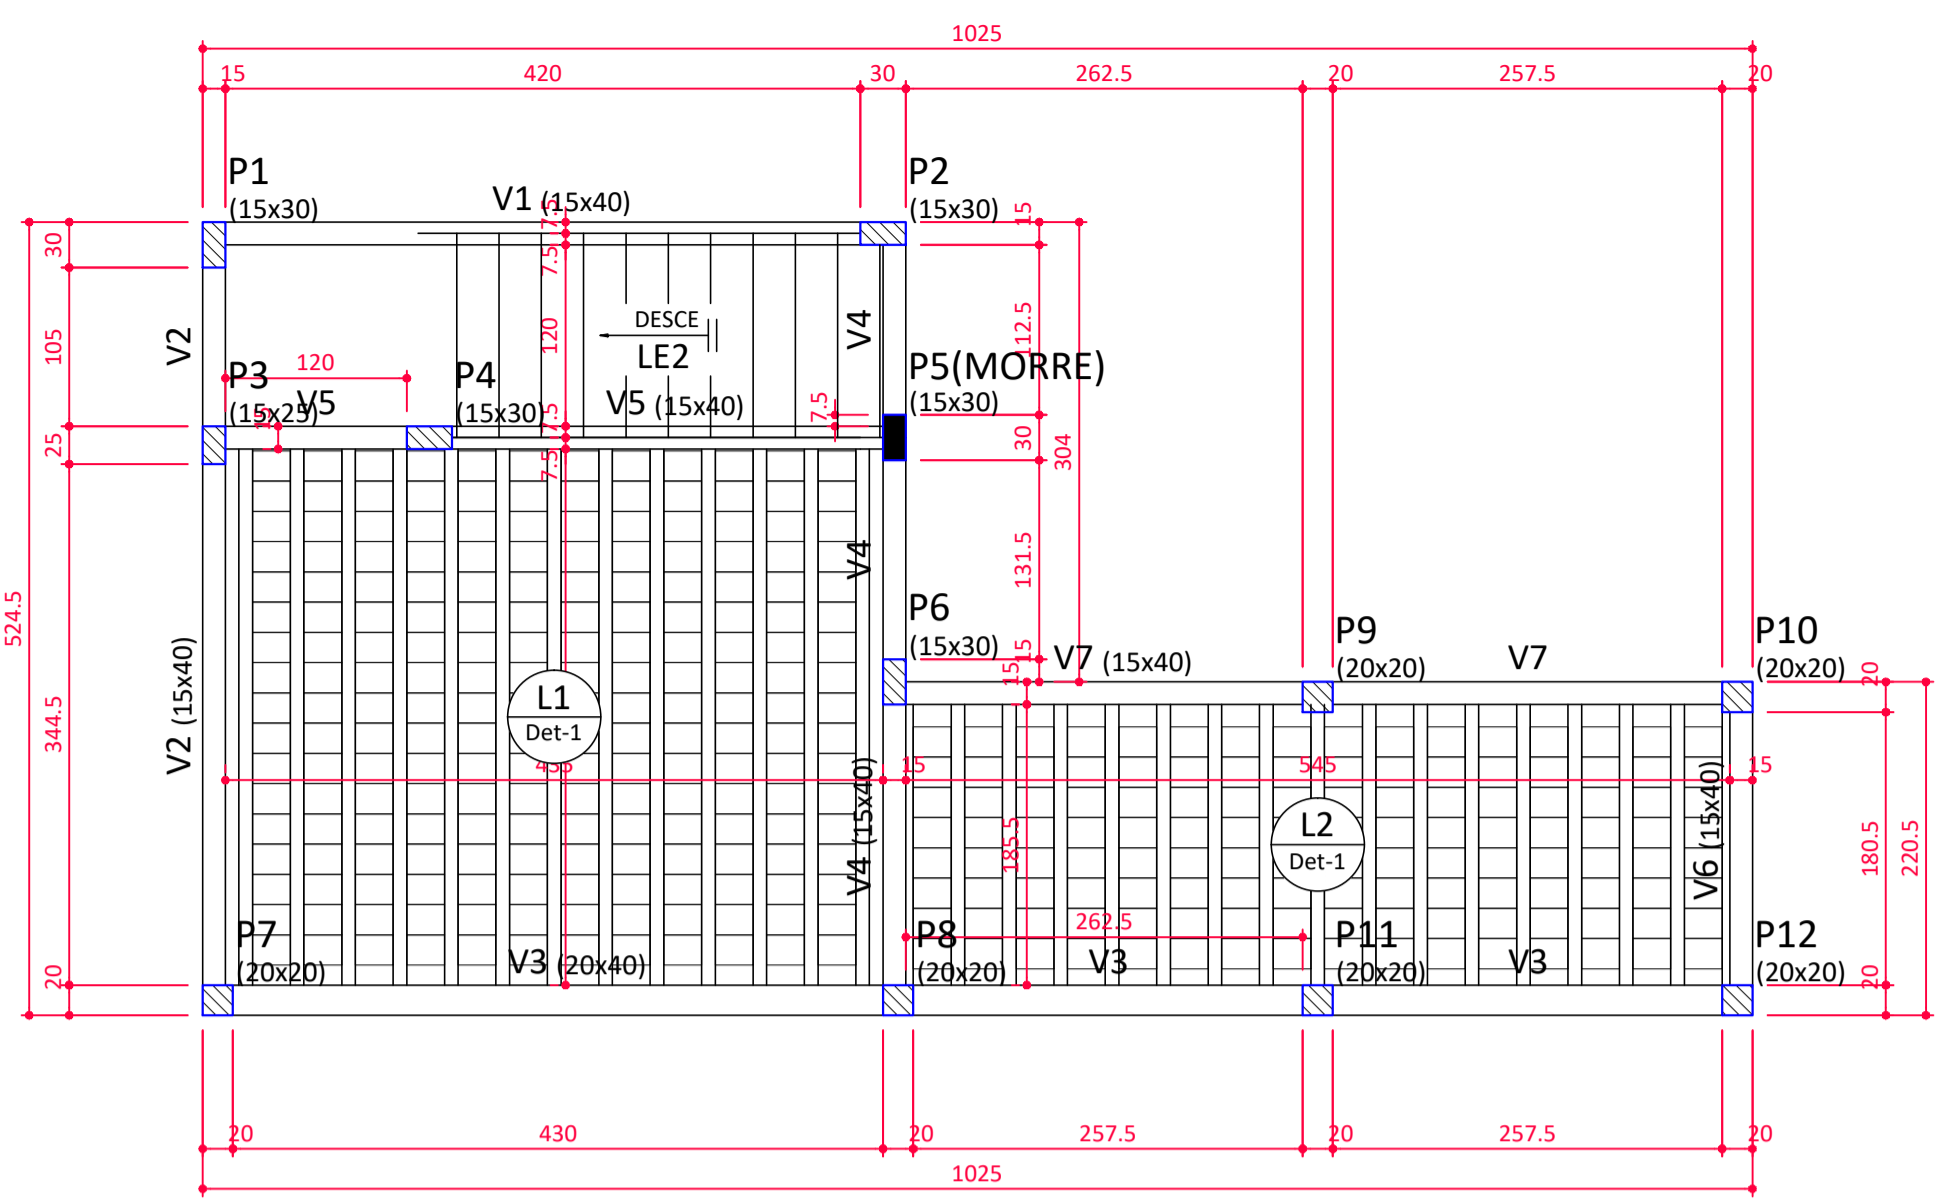 1025
15 420 30 262.5 20 257.5 20
P1
(15x30)
V1 (15x40)
P2
(15x30)
7.5
7.5
15
30
105
25
344.5
20
524.5
V2
120
DESCE
LE2
V4
112.5
304
P3
(15x25)
V5
15
P4
(15x30)
V5 (15x40)
120
7.5
7.5
7.5
P5(MORRE)
(15x30)
30
131.5
V4
P6
(15x30)
15
15
V7 (15x40)
P9
(20x20)
V7
P10
(20x20)
20
V2 (15x40)
L1
Det-1
435
15
545
15
V4 (15x40)
185.5
L2
Det-1
V6 (15x40)
180.5
220.5
262.5
P7
(20x20)
V3 (20x40)
P8
(20x20)
V3
P11
(20x20)
V3
P12
(20x20)
20
20 430 20 257.5 20 257.5 20
1025